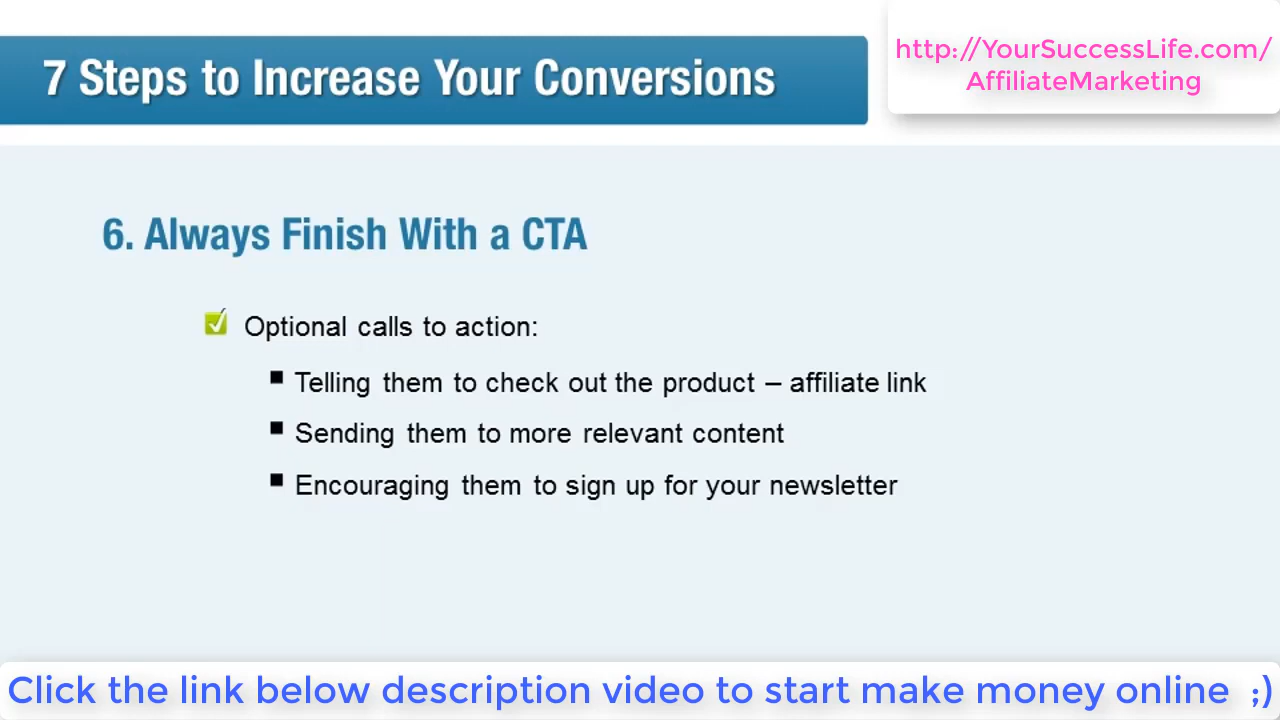 7 Steps to Increase Your Conversions
http://YourSuccessLife.com/
AffiliateMarketing
6. Always Finish With a CTA
Optional calls to action:
Telling them to check out the product – affiliate link
Sending them to more relevant content
Encouraging them to sign up for your newsletter
Click the link below description video to start make money online ;)